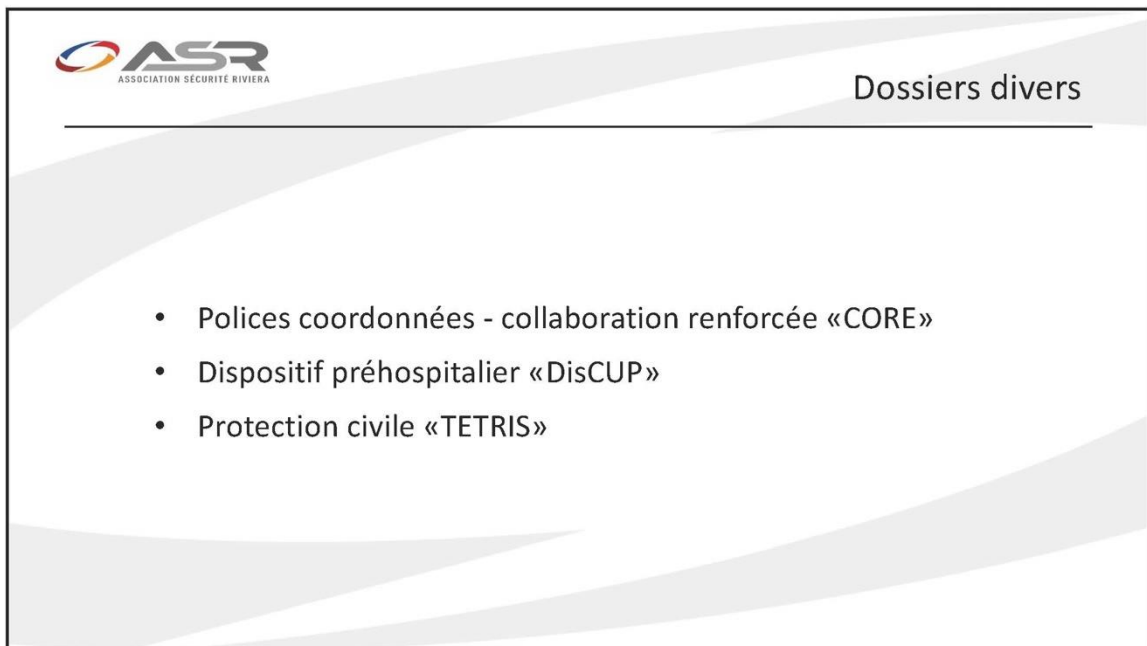 ASR
ASSOCIATION SÉCURITÉ RIVIERA
Dossiers divers
• Polices coordonnées - collaboration renforcée «CORE»
• Dispositif préhospitalier «DisCUP»
• Protection civile «TETRIS»